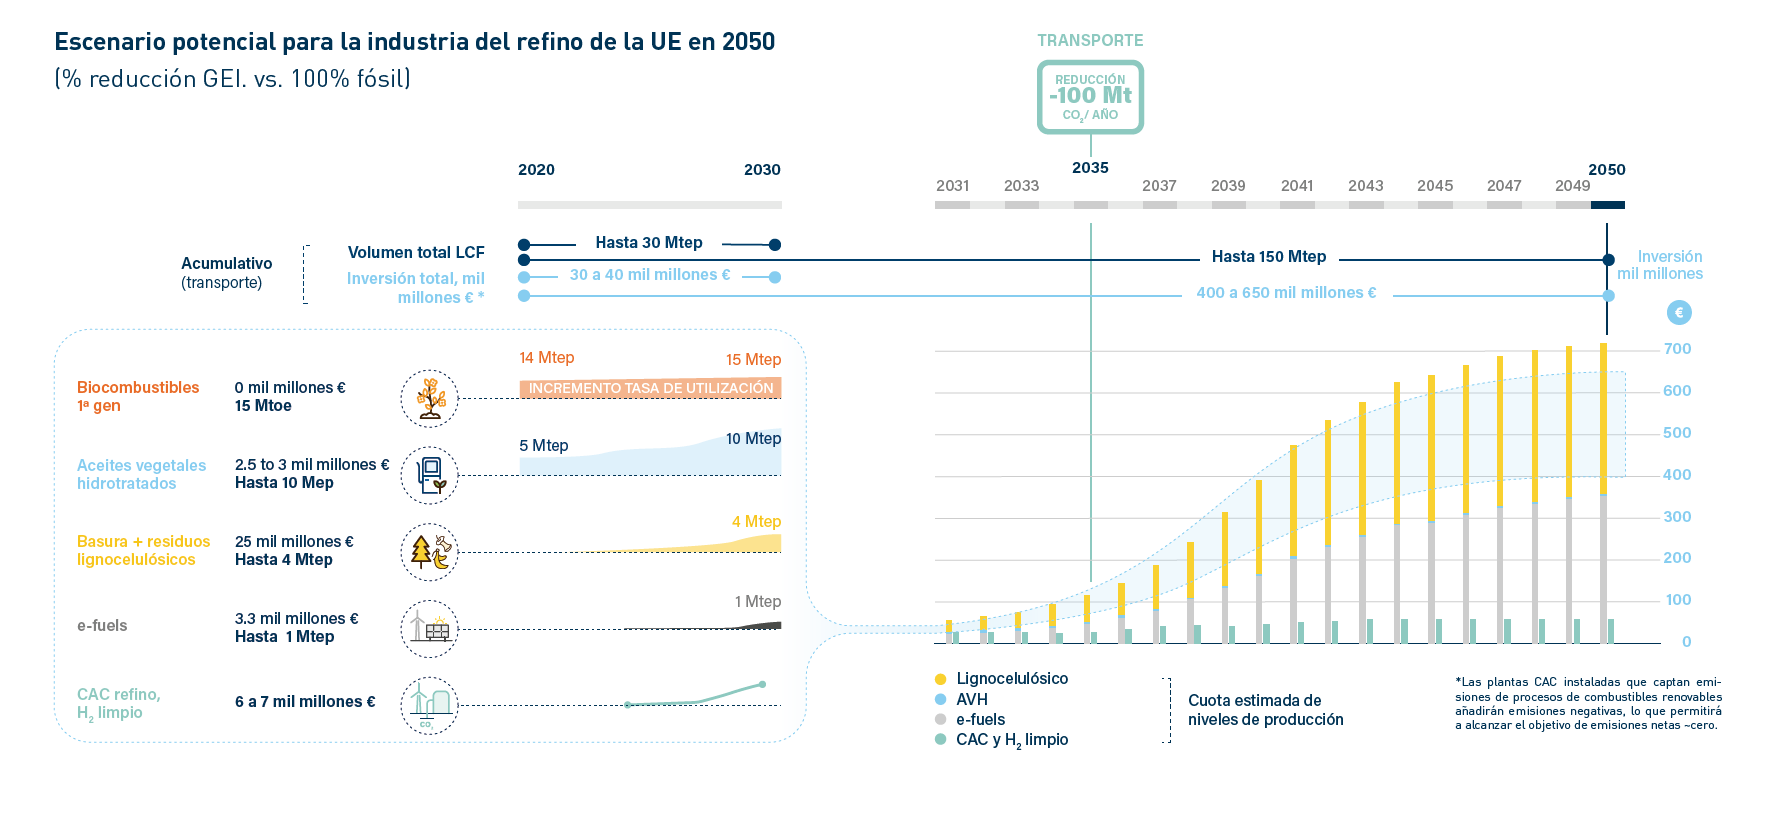 Escenario potencial para la industria del refino de la UE en 2050
(% reducción GEI. vs. 100% fósil)
TRANSPORTE
REDUCCIÓN
-100 Mt
CO₂/ AÑO
2020
2030
2035
2050
2031
2033
2037
2039
2041
2043
2045
2047
2049
Acumulativo
(transporte)
Volumen total LCF
Hasta 30 Mtep
Hasta 150 Mtep
Inversión total, mil
millones € *
30 a 40 mil millones €
400 a 650 mil millones €
Inversión
mil millones
€
Biocombustibles
1ª gen
0 mil millones €
15 Mtoe
14 Mtep
15 Mtep
INCREMENTO TASA DE UTILIZACIÓN
Aceites vegetales
hidrotratados
2.5 to 3 mil millones €
Hasta 10 Mep
5 Mtep
10 Mtep
Basura + residuos
lignocelulósicos
25 mil millones €
Hasta 4 Mtep
4 Mtep
e-fuels
3.3 mil millones €
Hasta 1 Mtep
1 Mtep
CAC refino,
H₂ limpio
6 a 7 mil millones €
CO₂
700
600
500
400
300
200
100
0
Lignocelulósico
AVH
e-fuels
CAC y H₂ limpio
Cuota estimada de
niveles de producción
*Las plantas CAC instaladas que captan emi-
siones de procesos de combustibles renovables
añadirán emisiones negativas, lo que permitirá
a alcanzar el objetivo de emisiones netas ~cero.